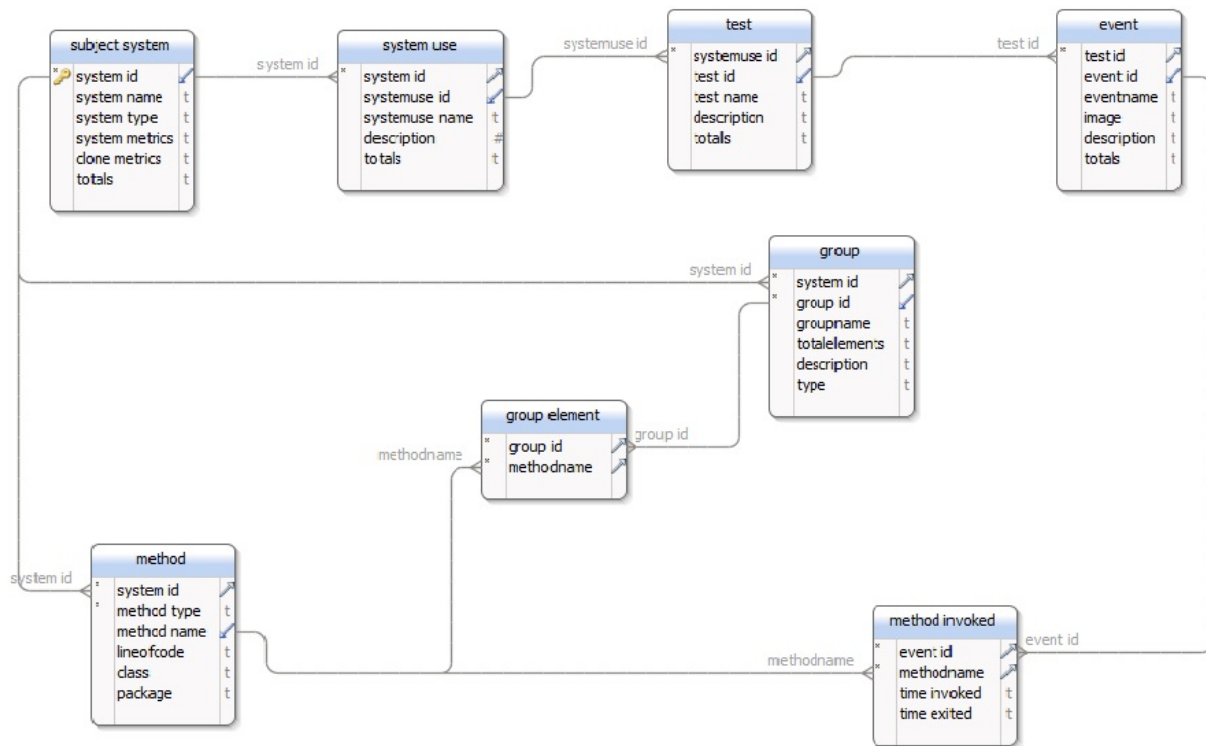 subject system
system id
system name
system type
system metrics
clone metrics
totals
system id
system use
system id
systemuse id
systemuse name
description
totals
systemuse id
test
systemuse id
test id
test name
description
totals
test id
event
test id
event id
eventname
image
description
totals
system id
group
system id
group id
groupname
totalelements
description
type
methodname
group element
group id
methodname
group id
system id
method
system id
method type
method name
lineofcode
class
package
methodname
method invoked
event id
methodname
time invoked
time exited
event id